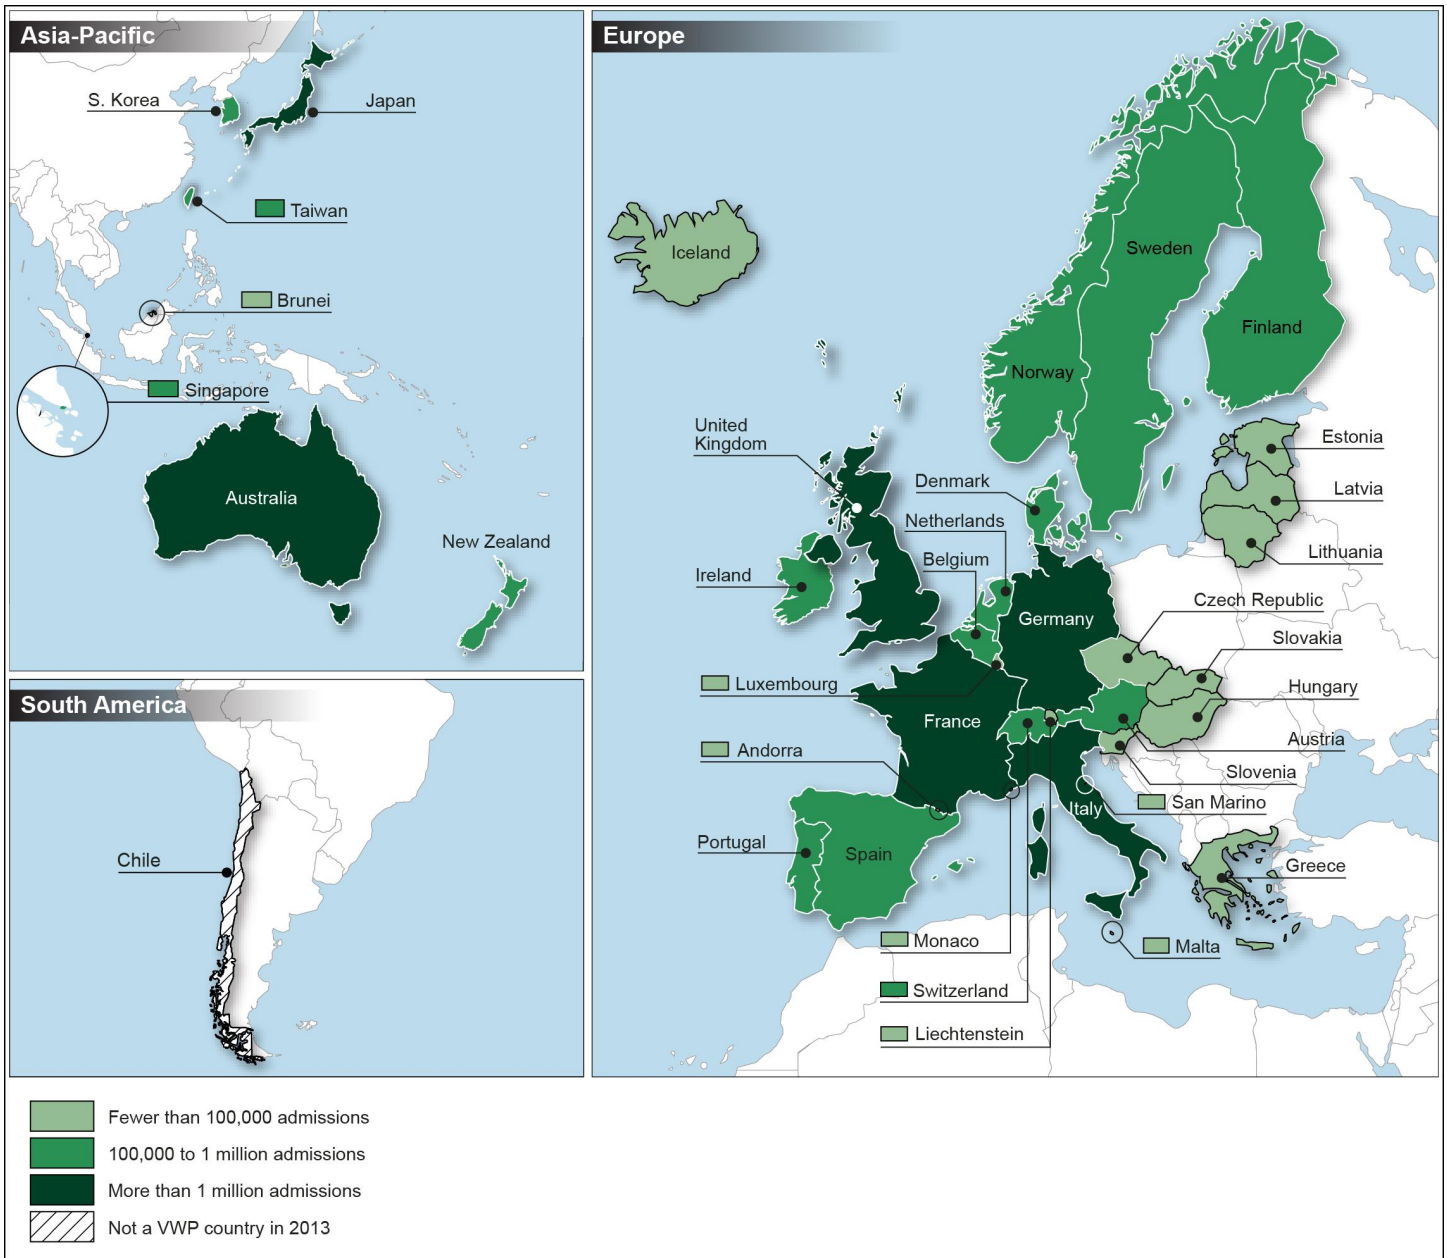 Asia-Pacific
S. Korea
Japan
Taiwan
Brunei
Singapore
Australia
New Zealand
South America
Chile
Europe
Iceland
Sweden
Finland
Norway
United
Kingdom
Denmark
Netherlands
Belgium
Ireland
Estonia
Latvia
Lithuania
Germany
Czech Republic
Slovakia
Hungary
Luxembourg
France
Austria
Andorra
Slovenia
San Marino
Italy
Portugal
Spain
Greece
Monaco
Malta
Switzerland
Liechtenstein
Fewer than 100,000 admissions
100,000 to 1 million admissions
More than 1 million admissions
Not a VWP country in 2013